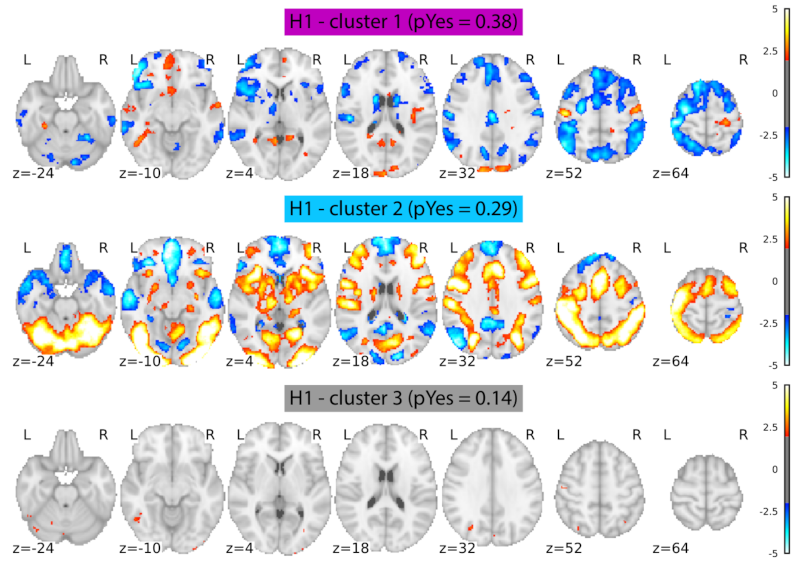 H1 - cluster 1 (pYes = 0.38)
L R L R L R L R L R L R L R
z=-24 z=-10 z=4 z=18 z=32 z=52 z=64
5
2.5
0
-2.5
-5
H1 - cluster 2 (pYes = 0.29)
L R L R L R L R L R L R L R
z=-24 z=-10 z=4 z=18 z=32 z=52 z=64
5
2.5
0
-2.5
-5
H1 - cluster 3 (pYes = 0.14)
L R L R L R L R L R L R L R
z=-24 z=-10 z=4 z=18 z=32 z=52 z=64
5
2.5
0
-2.5
-5